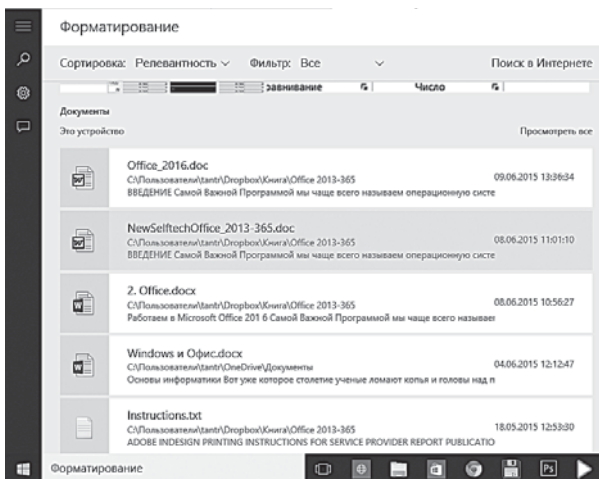 Форматирование
Сортировка: Релевантность Фильтр: Все Поиск в Интернете
равнивание Число
Документы
Это устройство Просмотреть все
Office_2016.doc
C:\Пользователи\tantr\Dropbox\Книга\Office 2013-365 09.06.2015 13:36:34
ВВЕДЕНИЕ Самой Важной Программой мы чаще всего называем операционную систе
NewSelftechOffice_2013-365.doc
C:\Пользователи\tantr\Dropbox\Книга\Office 2013-365 08.06.2015 11:01:10
ВВЕДЕНИЕ Самой Важной Программой мы чаще всего называем операционную систе
2. Office.docx
C:\Пользователи\tantr\Dropbox\Книга\Office 2013-365 08.06.2015 10:56:27
Работаем в Microsoft Office 201 6 Самой Важной Программой мы чаще всего называет
Windows и Офис.docx
C:\Пользователи\tantr\OneDrive\Документы 04.06.2015 12:12:47
Основы информатики Вот уже которое столетие ученые ломают копья и головы над п
Instructions.txt
C:\Пользователи\tantr\Dropbox\Книга\Office 2013-365 18.05.2015 12:53:30
ADOBE INDESIGN PRINTING INSTRUCTIONS FOR SERVICE PROVIDER REPORT PUBLICATIO
Форматирование Ps